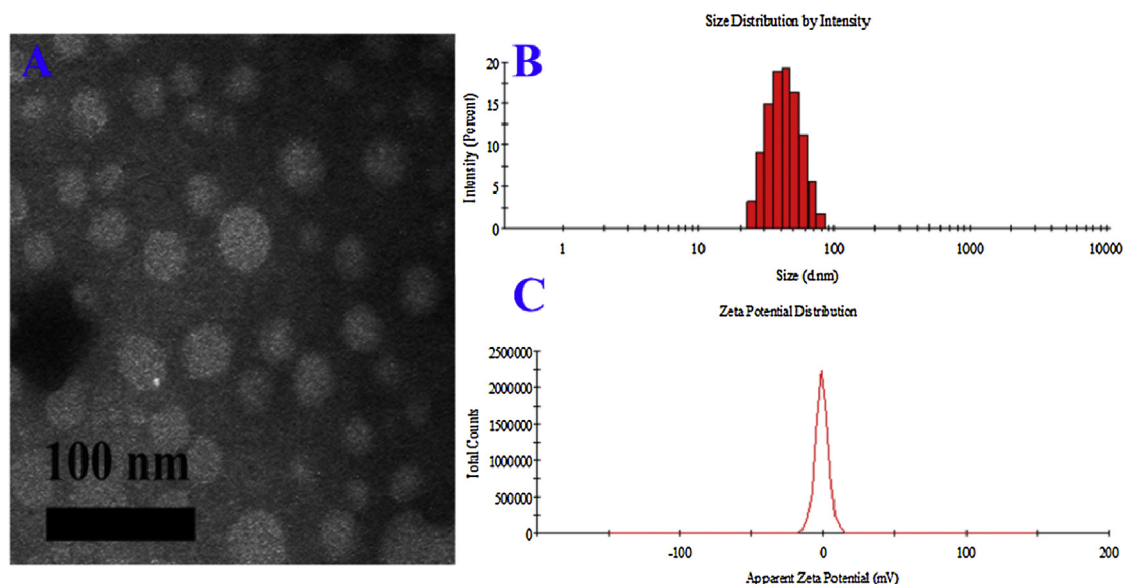 A
100 nm
B
Size Distribution by Intensity
Intensity (Percent)
20
15
10
5
0
1 10 100 1000 10000
Size (d.nm)
C
Zeta Potential Distribution
Total Counts
2500000
2000000
1500000
1000000
500000
0
-100 0 100 200
Apparent Zeta Potential (mV)